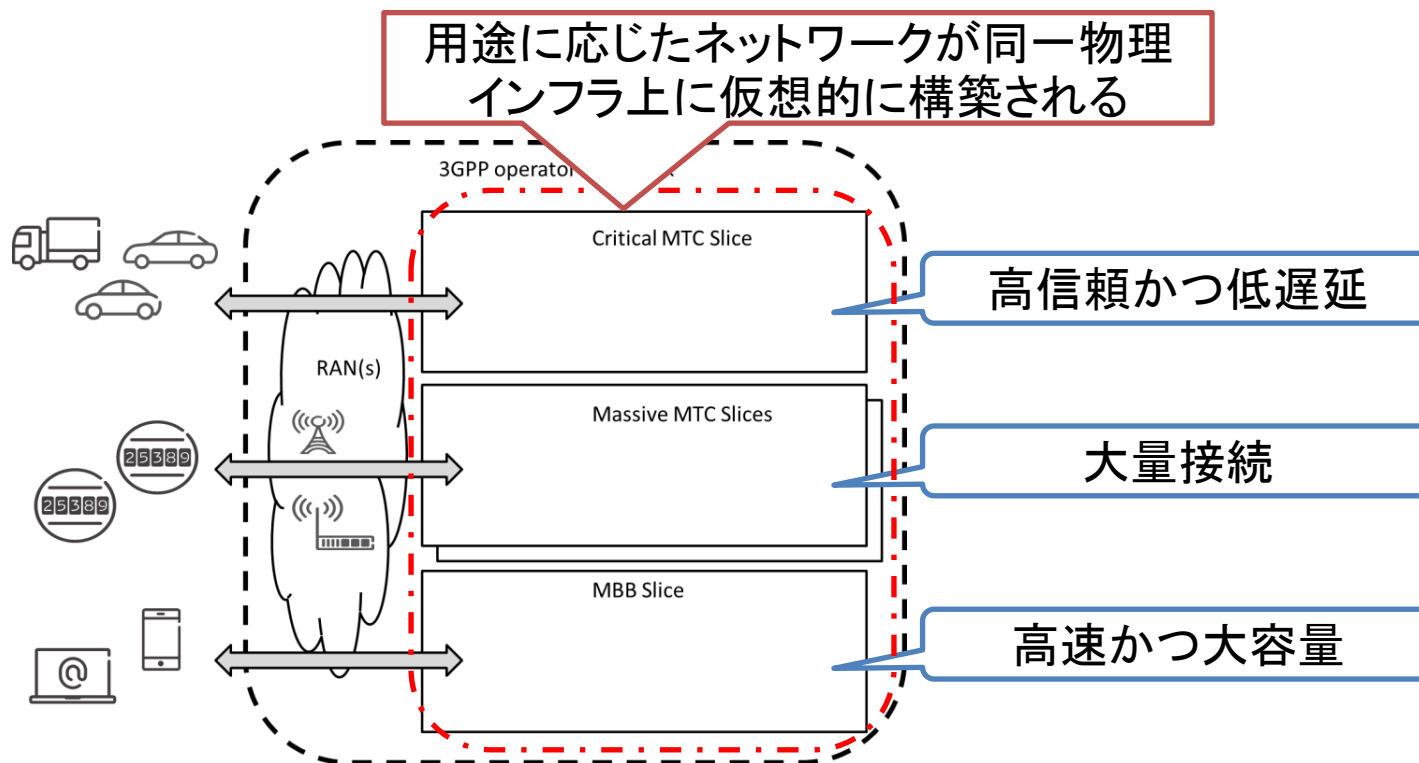 用途に応じたネットワークが同一物理
インフラ上に仮想的に構築される
3GPP operator
Critical MTC Slice
高信頼かつ低遅延
RAN(s)
Massive MTC Slices
大量接続
25389
25389
MBB Slice
高速かつ大容量
@